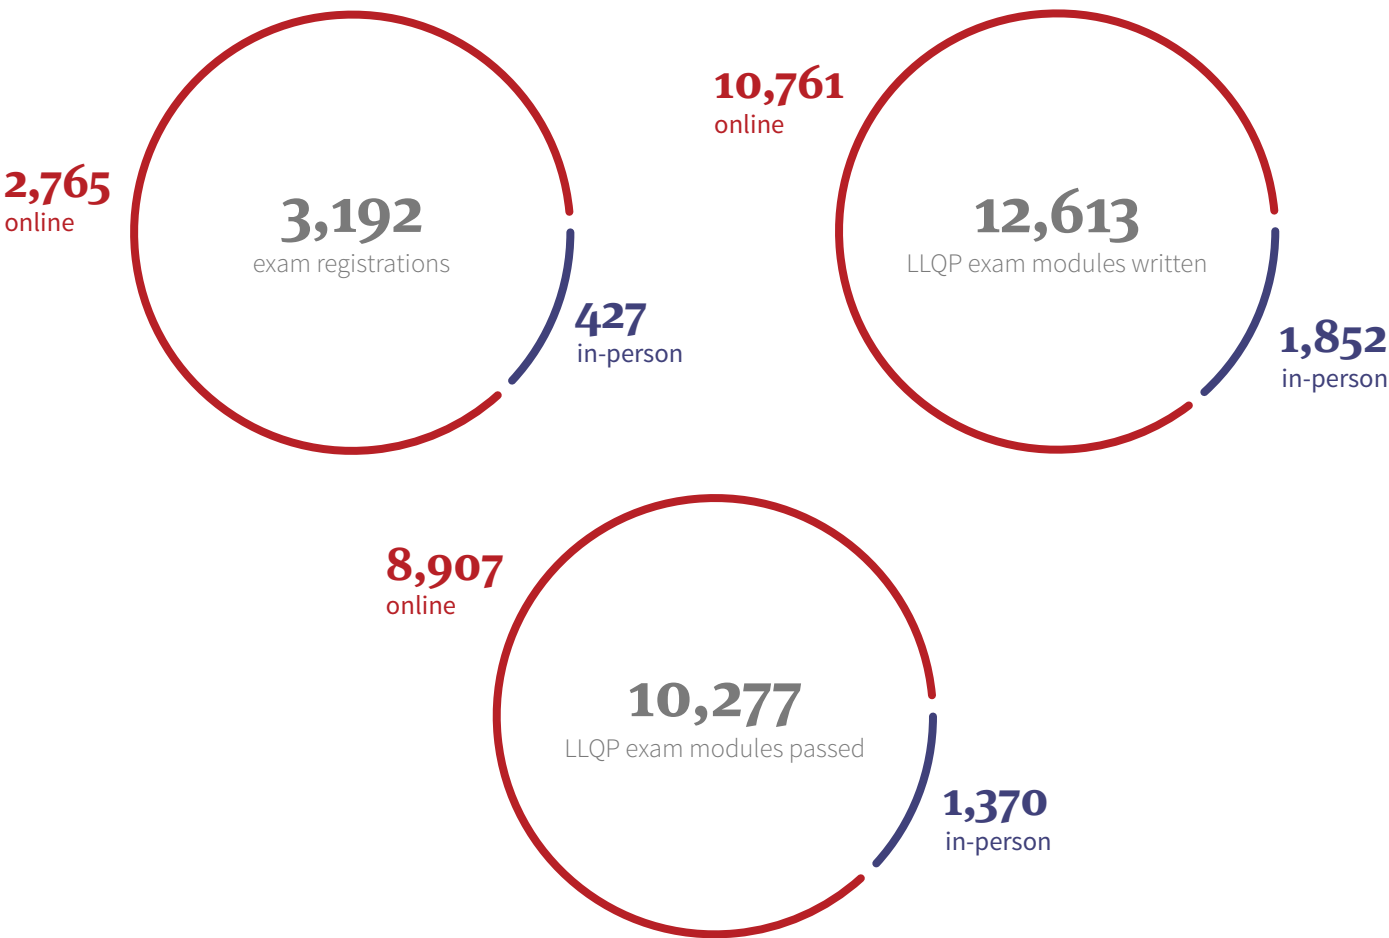 2,765
online
3,192
exam registrations
427
in-person
10,761
online
12,613
LLQP exam modules written
1,852
in-person
8,907
online
10,277
LLQP exam modules passed
1,370
in-person